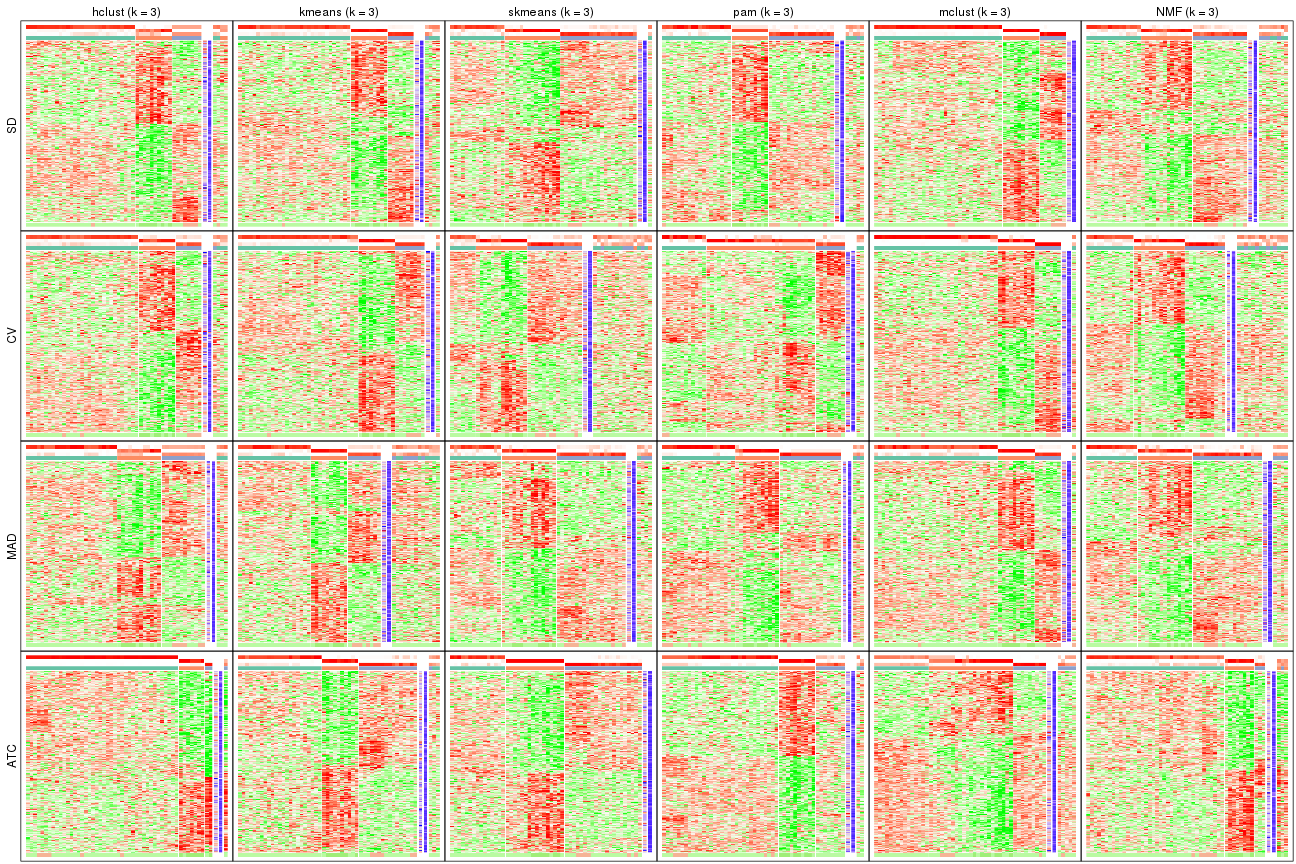 hclust (k = 3) kmeans (k = 3) skmeans (k = 3) pam (k = 3) mclust (k = 3) NMF (k = 3)
SD
CV
MAD
ATC